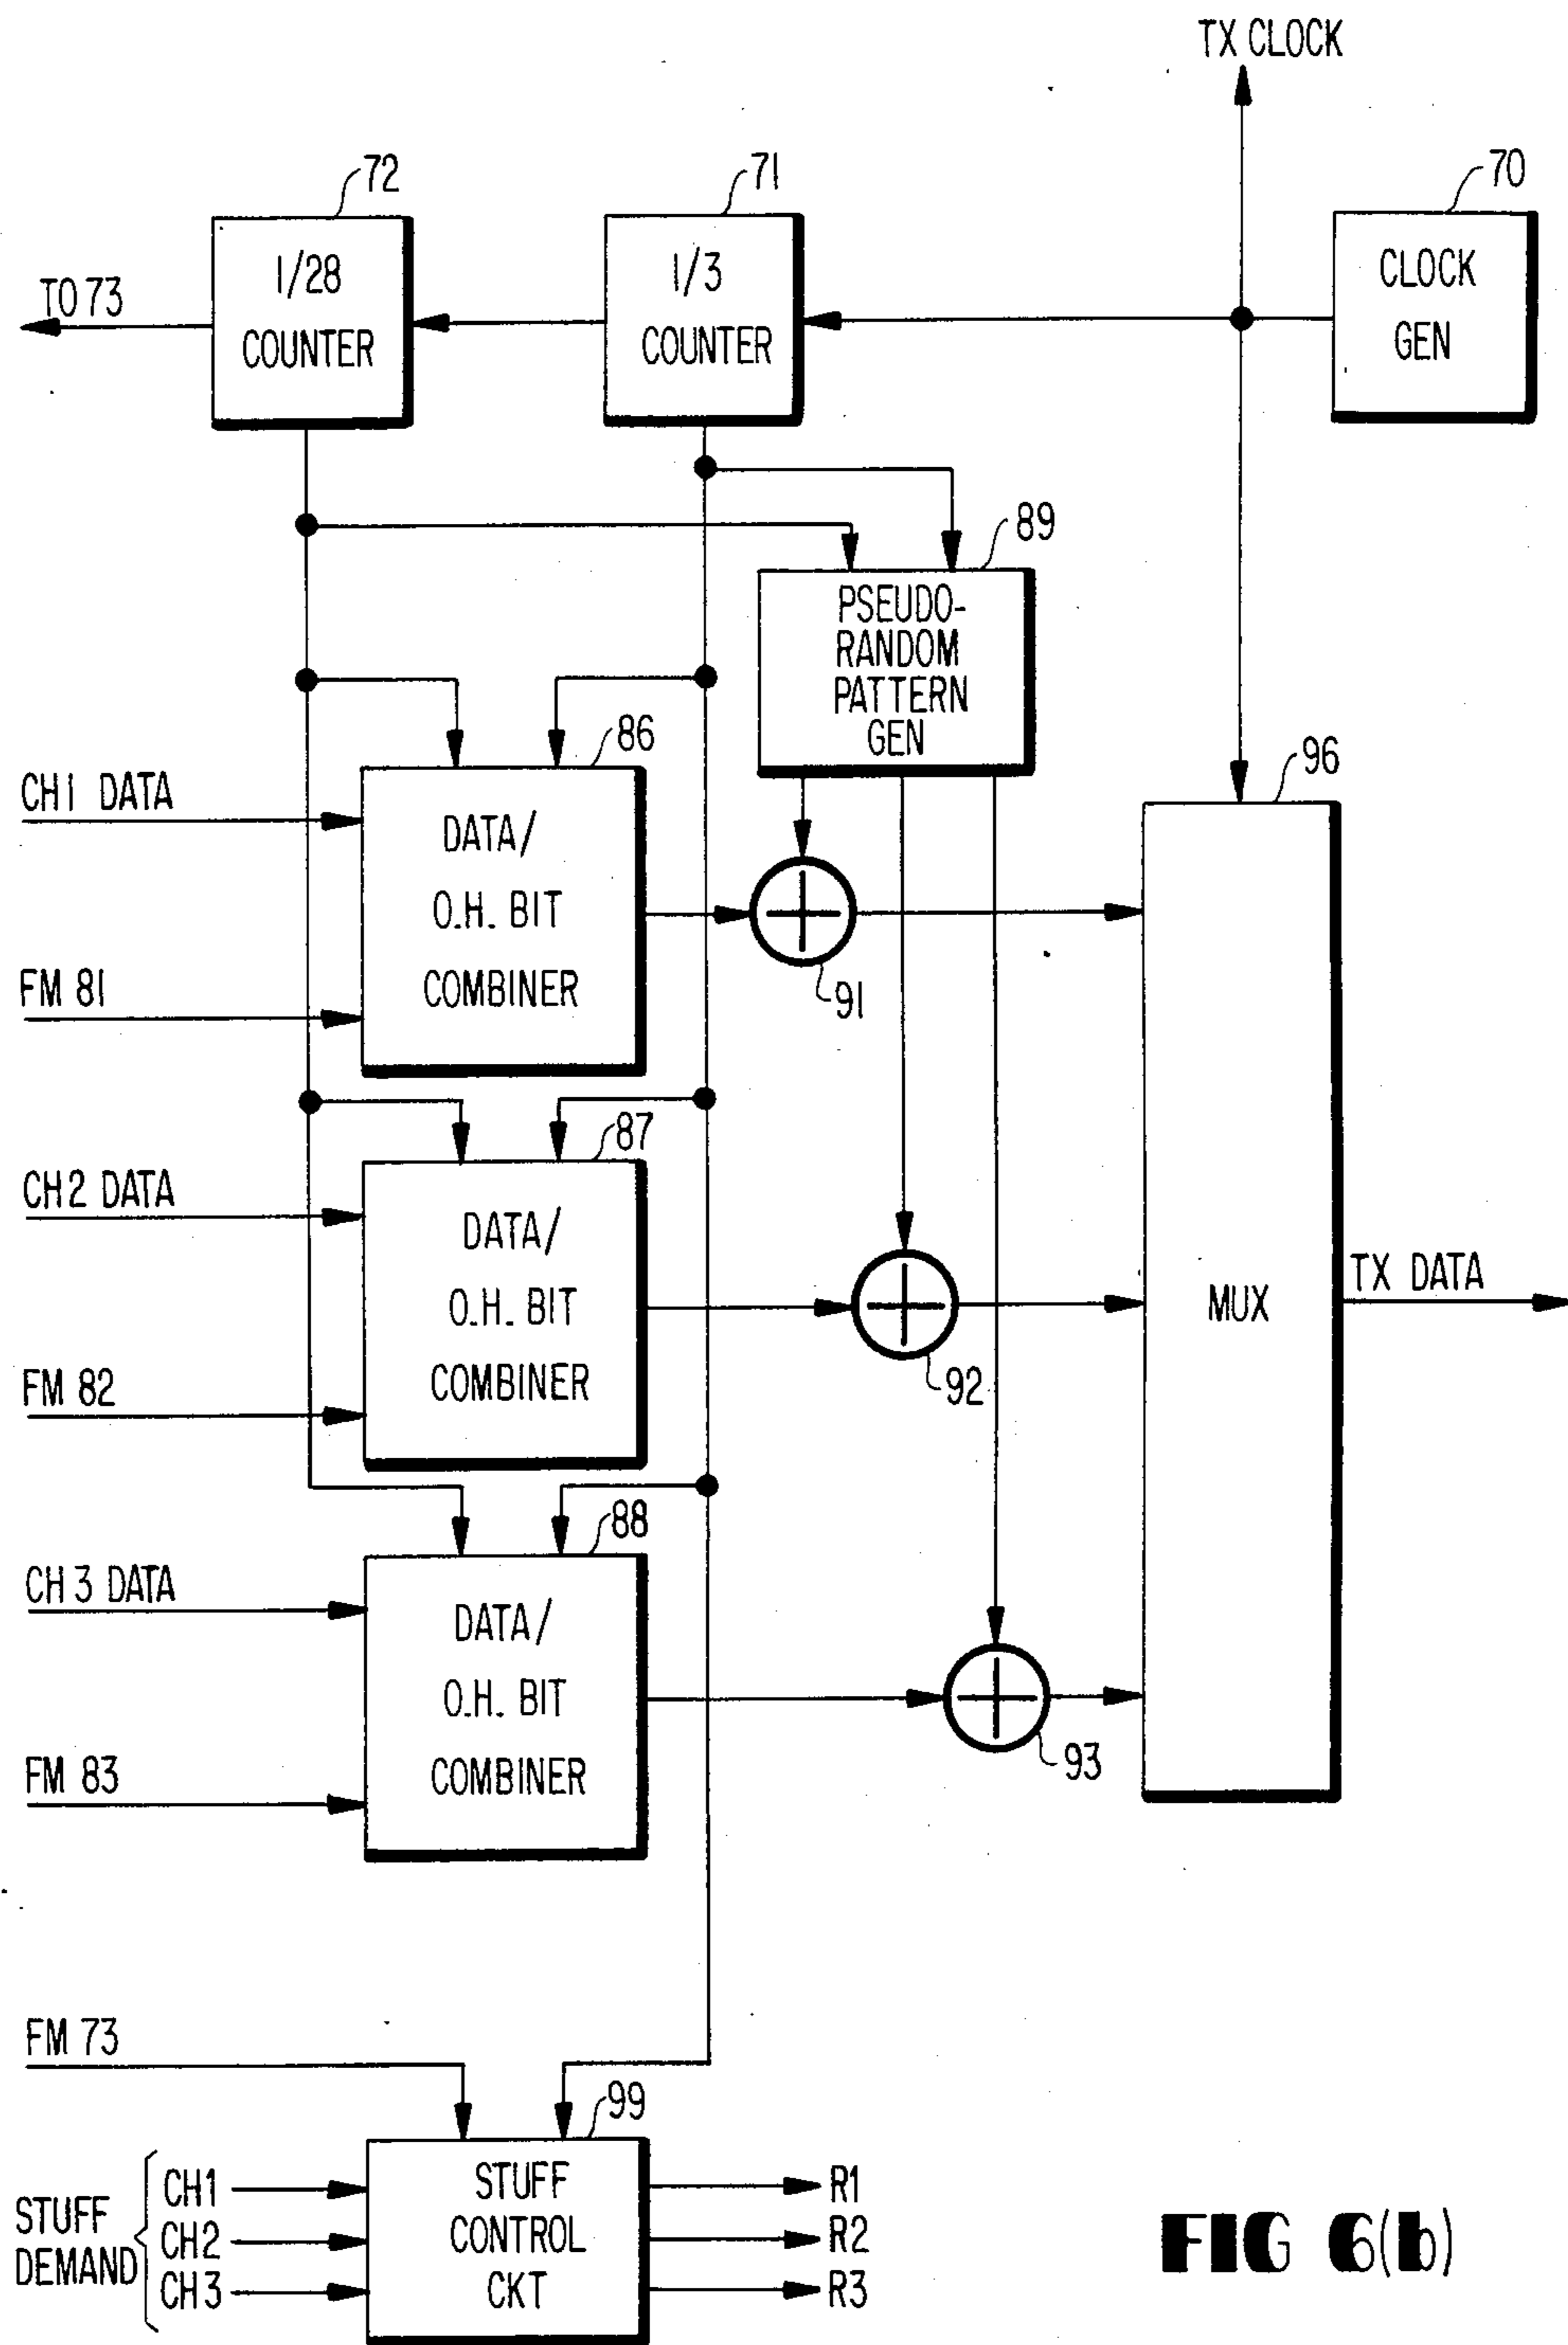 TX CLOCK
72
71
70
1/28
COUNTER
1/3
COUNTER
CLOCK
GEN
TO 73
89
PSEUDO-
RANDOM
PATTERN
GEN
86
96
CH1 DATA
DATA/
O.H. BIT
COMBINER
FM 81
91
87
CH2 DATA
DATA/
O.H. BIT
COMBINER
MUX
TX DATA
FM 82
92
88
CH3 DATA
DATA/
O.H. BIT
COMBINER
FM 83
93
FM 73
99
STUFF
DEMAND
CH1
CH2
CH3
STUFF
CONTROL
CKT
R1
R2
R3
FIG 6(b)